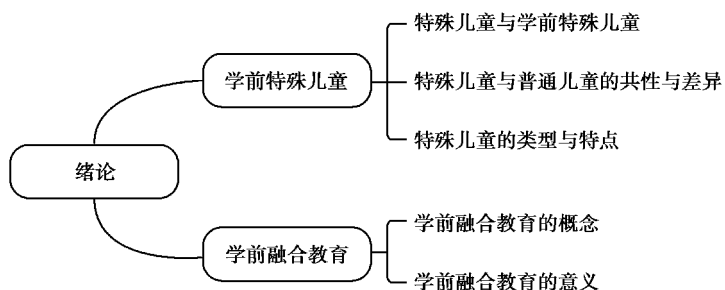 绪论
学前特殊儿童
特殊儿童与学前特殊儿童
特殊儿童与普通儿童的共性与差异
特殊儿童的类型与特点
学前融合教育
学前融合教育的概念
学前融合教育的意义